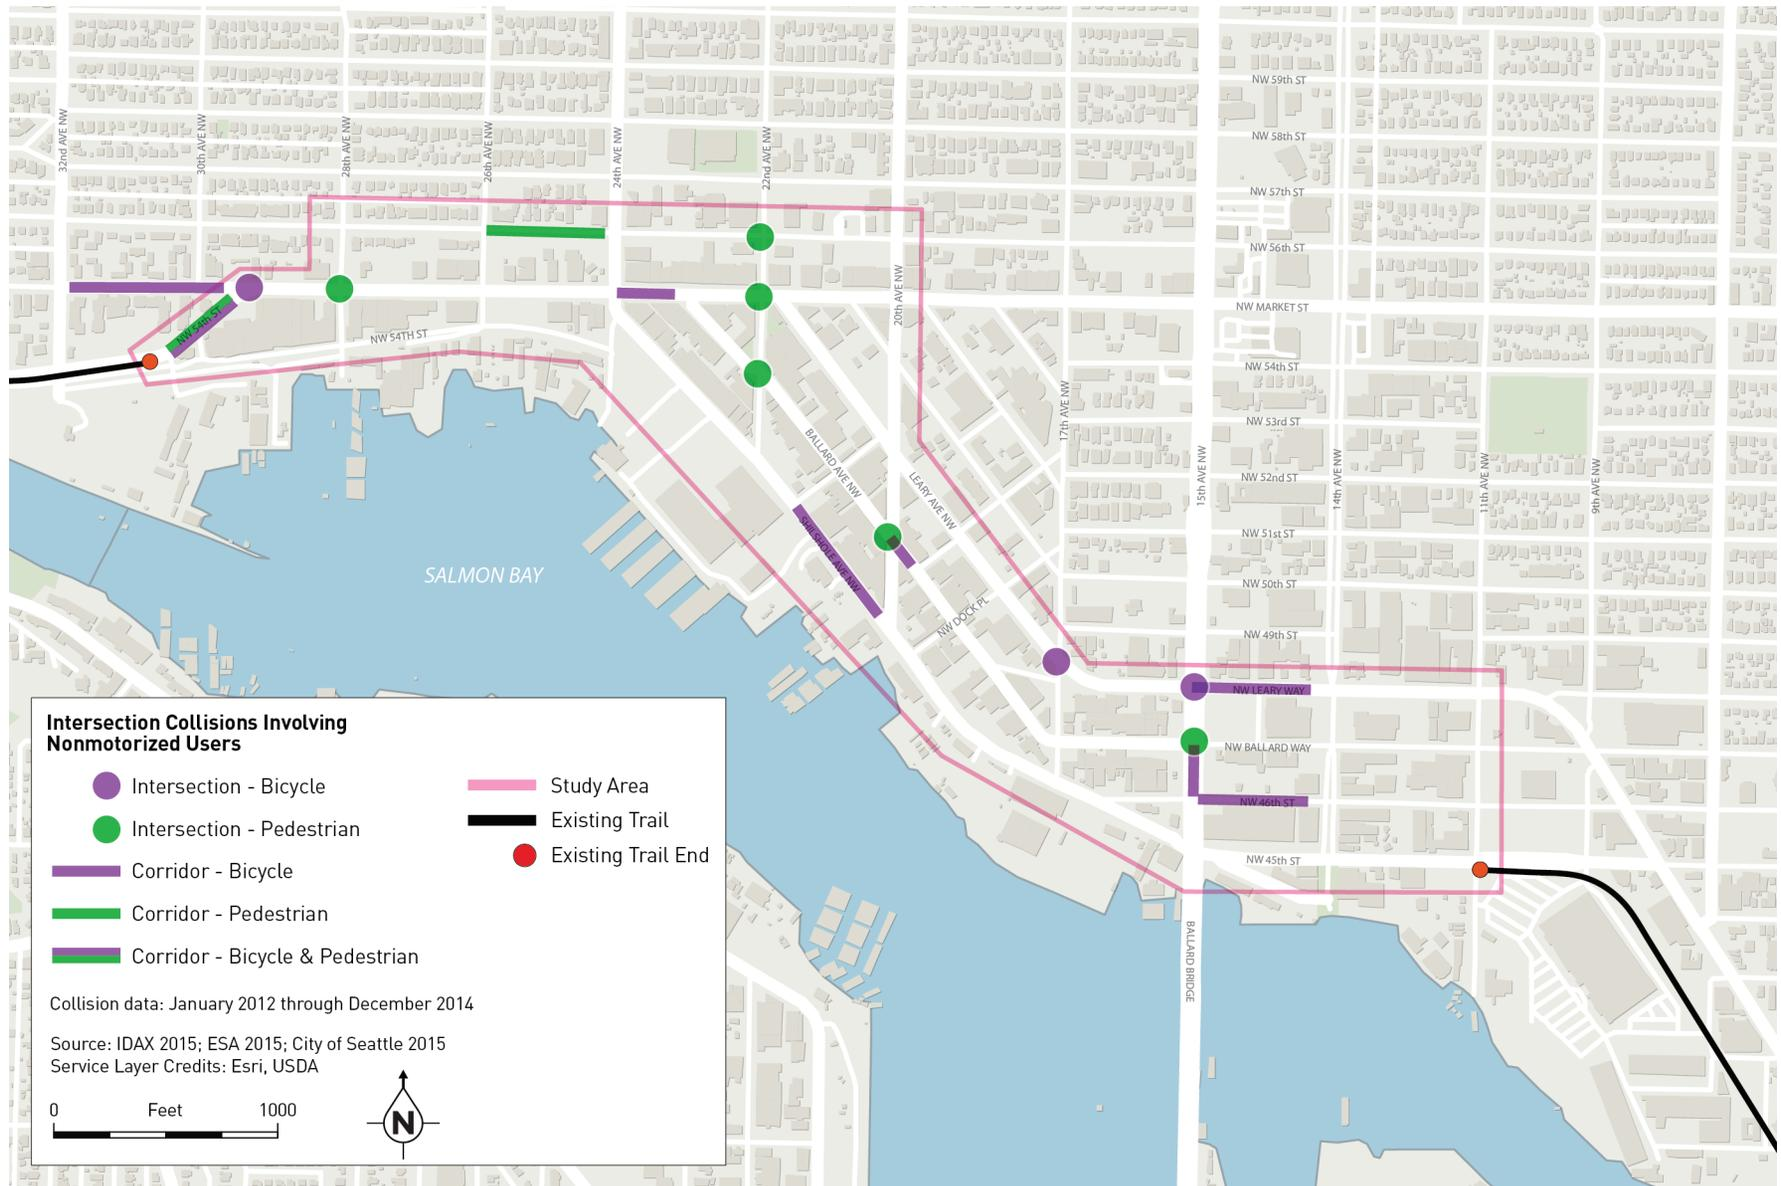 NW 59th ST
32nd AVE NW
30th AVE NW
28th AVE NW
26th AVE NW
24th AVE NW
22nd AVE NW
NW 58th ST
NW 57th ST
NW 56th ST
20th AVE NW
NW MARKET ST
NW 54th ST
NW 54TH ST
NW 54th ST
17th AVE NW
NW 53rd ST
BALLARD AVE NW
LEARY AVE NW
15th AVE NW
14th AVE NW
11th AVE NW
9th AVE NW
NW 52nd ST
SHILSHOLE AVE NW
NW 51st ST
SALMON BAY
NW 50th ST
NW DOCK PL
NW 49th ST
NW LEARY WAY
NW BALLARD WAY
NW 46th ST
NW 45th ST
BALLARD BRIDGE
Intersection Collisions Involving
Nonmotorized Users
Intersection - Bicycle
Intersection - Pedestrian
Corridor - Bicycle
Corridor - Pedestrian
Corridor - Bicycle & Pedestrian
Study Area
Existing Trail
Existing Trail End
Collision data: January 2012 through December 2014
Source: IDAX 2015; ESA 2015; City of Seattle 2015
Service Layer Credits: Esri, USDA
0 Feet 1000
N